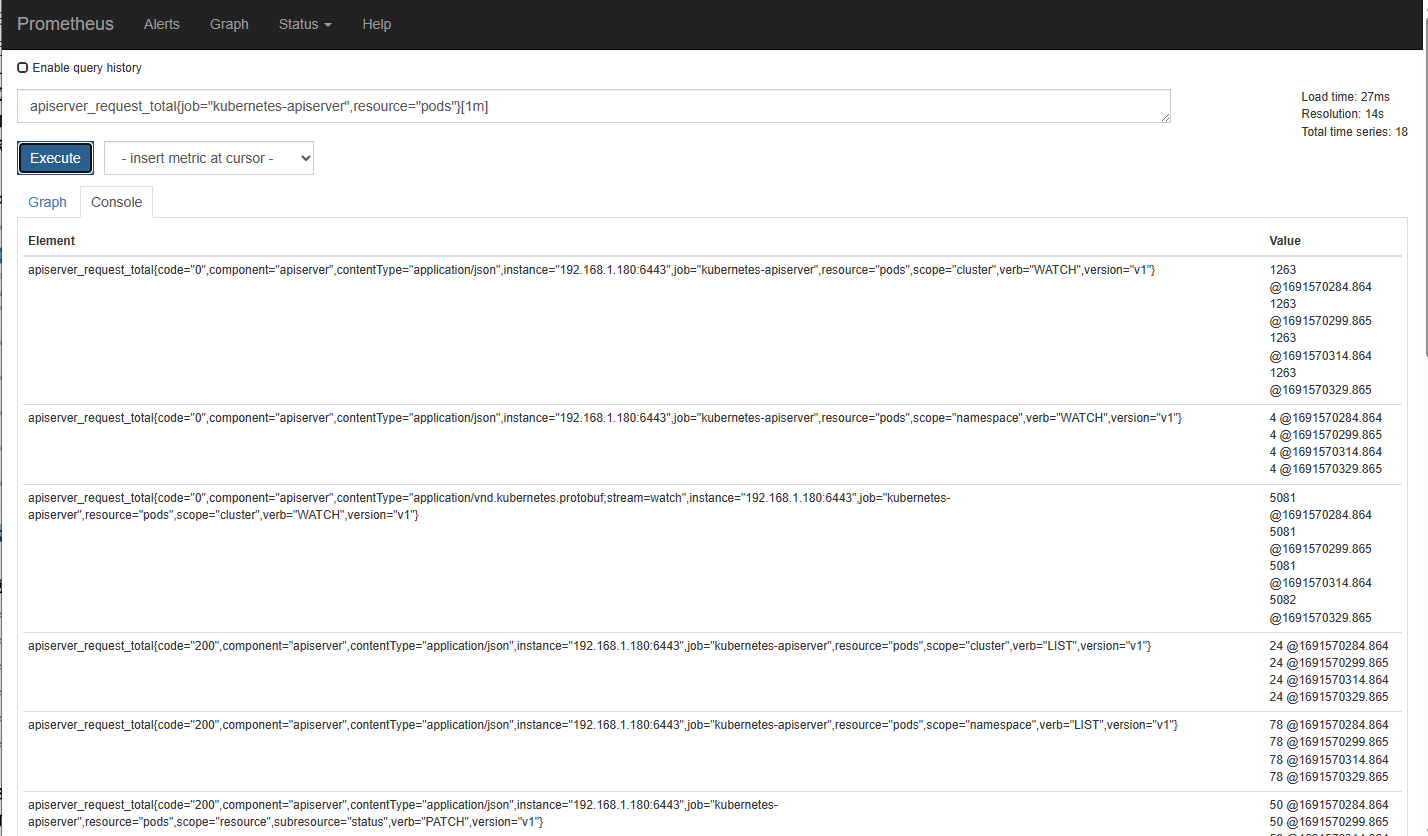 Prometheus Alerts Graph Status Help
Enable query history
apiserver_request_total{job="kubernetes-apiserver",resource="pods"}[1m]
Load time: 27ms
Resolution: 14s
Total time series: 18
Execute - insert metric at cursor -
Graph Console
Element Value
apiserver_request_total{code="0",component="apiserver",contentType="application/json",instance="192.168.1.180:6443",job="kubernetes-apiserver",resource="pods",scope="cluster",verb="WATCH",version="v1"}
1263
@1691570284.864
1263
@1691570299.865
1263
@1691570314.864
1263
@1691570329.865
apiserver_request_total{code="0",component="apiserver",contentType="application/json",instance="192.168.1.180:6443",job="kubernetes-apiserver",resource="pods",scope="namespace",verb="WATCH",version="v1"}
4 @1691570284.864
4 @1691570299.865
4 @1691570314.864
4 @1691570329.865
apiserver_request_total{code="0",component="apiserver",contentType="application/vnd.kubernetes.protobuf;stream=watch",instance="192.168.1.180:6443",job="kubernetes-
apiserver",resource="pods",scope="cluster",verb="WATCH",version="v1"}
5081
@1691570284.864
5081
@1691570299.865
5081
@1691570314.864
5082
@1691570329.865
apiserver_request_total{code="200",component="apiserver",contentType="application/json",instance="192.168.1.180:6443",job="kubernetes-apiserver",resource="pods",scope="cluster",verb="LIST",version="v1"}
24 @1691570284.864
24 @1691570299.865
24 @1691570314.864
24 @1691570329.865
apiserver_request_total{code="200",component="apiserver",contentType="application/json",instance="192.168.1.180:6443",job="kubernetes-apiserver",resource="pods",scope="namespace",verb="LIST",version="v1"}
78 @1691570284.864
78 @1691570299.865
78 @1691570314.864
78 @1691570329.865
apiserver_request_total{code="200",component="apiserver",contentType="application/json",instance="192.168.1.180:6443",job="kubernetes-
apiserver",resource="pods",scope="resource",subresource="status",verb="PATCH",version="v1"}
50 @1691570284.864
50 @1691570299.865